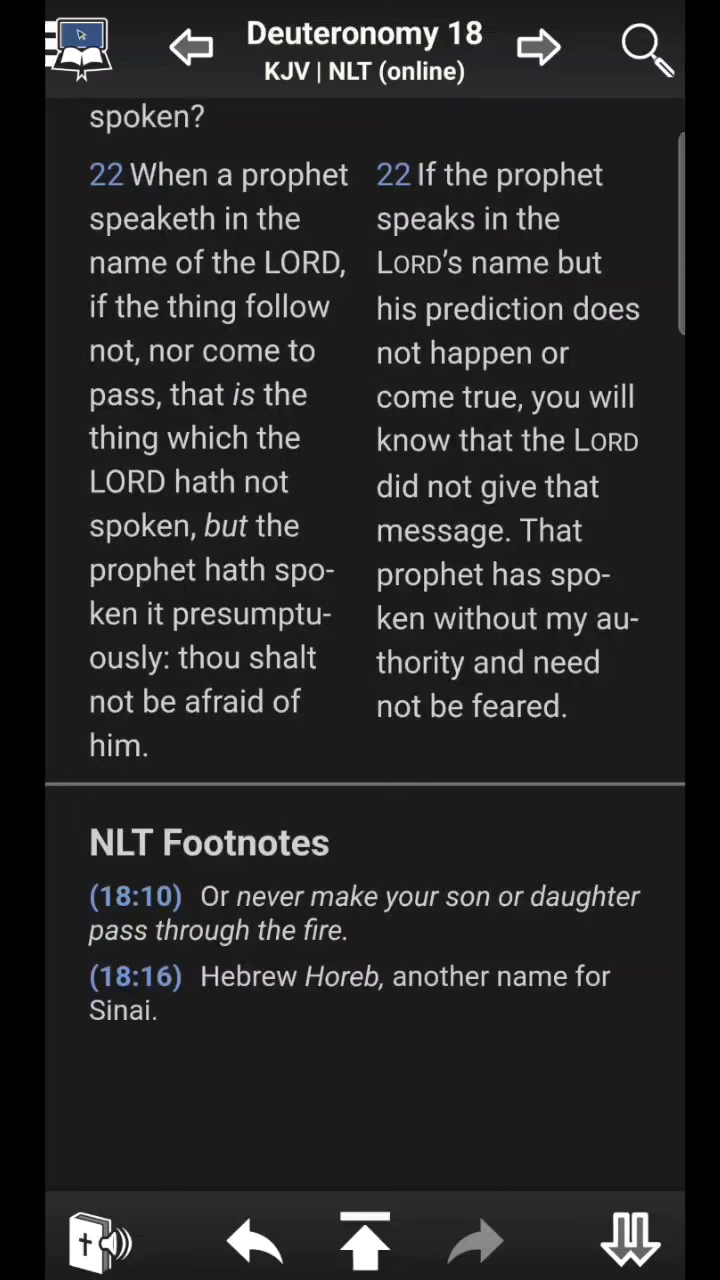 Deuteronomy 18
KJV | NLT (online)
spoken?
22 When a prophet
speaketh in the
name of the LORD,
if the thing follow
not, nor come to
pass, that is the
thing which the
LORD hath not
spoken, but the
prophet hath spo-
ken it presumptu-
ously: thou shalt
not be afraid of
him.
22 If the prophet
speaks in the
LORD's name but
his prediction does
not happen or
come true, you will
know that the LORD
did not give that
message. That
prophet has spo-
ken without my au-
thority and need
not be feared.
NLT Footnotes
(18:10) Or never make your son or daughter
pass through the fire.
(18:16) Hebrew Horeb, another name for
Sinai.